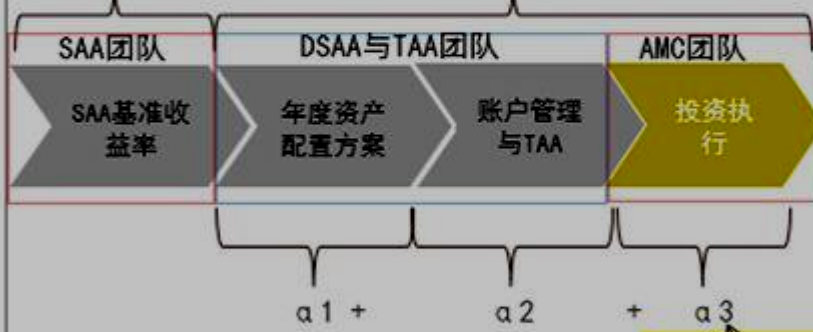 SAA团队 DSAA与TAA团队 AMC团队
SAA基准收 年度资产 账户管理 投资执
益率 配置方案 与TAA 行
α1 + α2 + α3